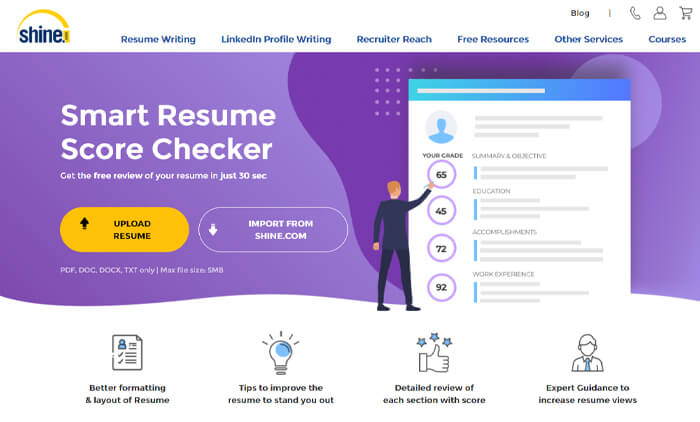 Blog
shine
Resume Writing
LinkedIn Profile Writing
Recruiter Reach
Free Resources
Other Services
Courses
Smart Resume
Score Checker
Get the free review of your resume in just 30 sec
UPLOAD
RESUME
IMPORT FROM
SHINE.COM
PDF, DOC, DOCX, TXT only | Max file size: 5MB
YOUR GRADE
SUMMARY & OBJECTIVE
65
EDUCATION
45
ACCOMPLISHMENTS
72
WORK EXPERIENCE
92
Better formatting
& layout of Resume
Tips to improve the
resume to stand you out
Detailed review of
each section with score
Expert Guidance to
increase resume views